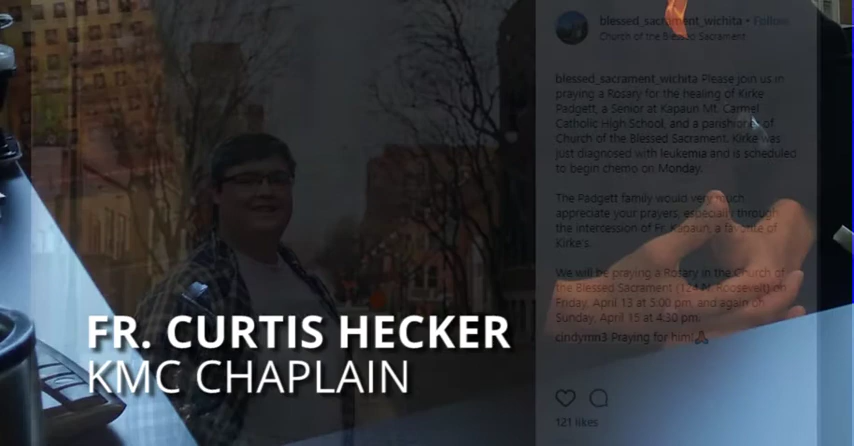 blessed_sacrament_wichita • Follow
Church of the Blessed Sacrament
blessed_sacrament_wichita Please join us in
praying a Rosary for the healing of Kirke
Padgett, a Senior at Kapaun Mt. Carmel
Catholic High School, and a parishioner of
Church of the Blessed Sacrament. Kirke was
just diagnosed with leukemia and is scheduled
to begin chemo on Monday.
The Padgett family would very much
appreciate your prayers, especially through
the intercession of Fr. Kapaun, a favorite of
Kirke's.
We will be praying a Rosary in the Church of
the Blessed Sacrament (124 N. Roosevelt) on
Friday, April 13 at 5:00 pm, and again on
Sunday, April 15 at 4:30 pm.
cindymn3 Praying for him!🙏
121 likes
FR. CURTIS HECKER
KMC CHAPLAIN